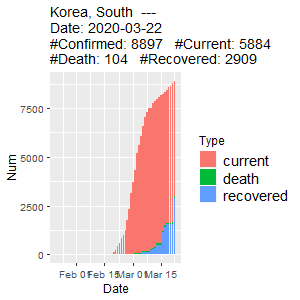 Korea, South  ---
Date: 2020-03-22
#Confirmed: 8897   #Current: 5884
#Death: 104   #Recovered: 2909
Num
7500
5000
2500
0
Feb 01
Feb 15
Mar 01
Mar 15
Date
Type
current
death
recovered